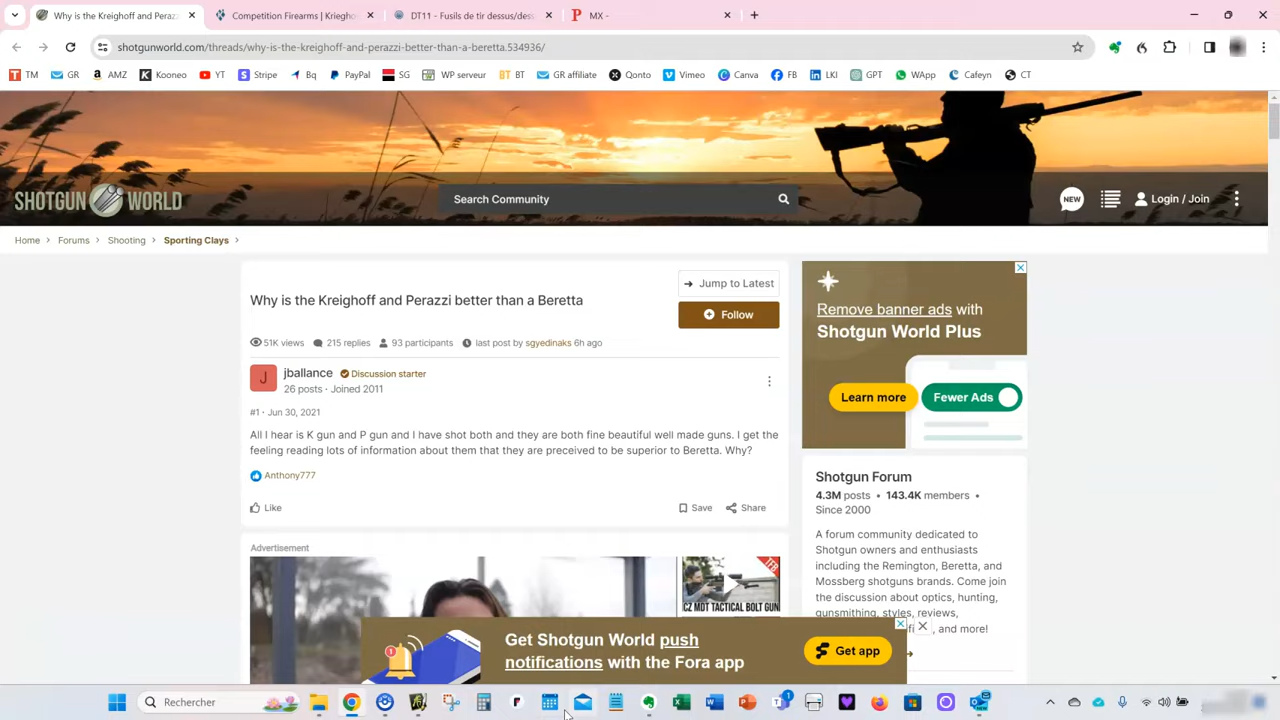 Why is the Kreighoff and Peraz
Competition Firearms | Kriegho
DT11 - Fusils de tir dessus/dess
MX -
shotgunworld.com/threads/why-is-the-kreighoff-and-perazzi-better-than-a-beretta.534936/
TM GR AMZ Kooneo YT Stripe Bq PayPal SG WP serveur BT GR affiliate Qonto Vimeo Canva FB LKI GPT WApp Cafeyn CT
SHOTGUN WORLD
Search Community
NEW
Login / Join
Home > Forums > Shooting > Sporting Clays >
Why is the Kreighoff and Perazzi better than a Beretta
Jump to Latest
Follow
51K views 215 replies 93 participants last post by sgyedinaks 6h ago
J
jballance Discussion starter
26 posts · Joined 2011
#1 · Jun 30, 2021
All I hear is K gun and P gun and I have shot both and they are both fine beautiful well made guns. I get the
feeling reading lots of information about them that they are preceived to be superior to Beretta. Why?
Anthony777
Like
Save
Share
Advertisement
TFB
CZ MDT TACTICAL BOLT GUN
Remove banner ads with
Shotgun World Plus
Learn more
Fewer Ads
Shotgun Forum
4.3M posts • 143.4K members •
Since 2000
A forum community dedicated to
Shotgun owners and enthusiasts
including the Remington, Beretta, and
Mossberg shotguns brands. Come join
the discussion about optics, hunting,
gunsmithing, styles, reviews,
, and more!
1
Get Shotgun World push
notifications with the Fora app
Get app
Rechercher
1